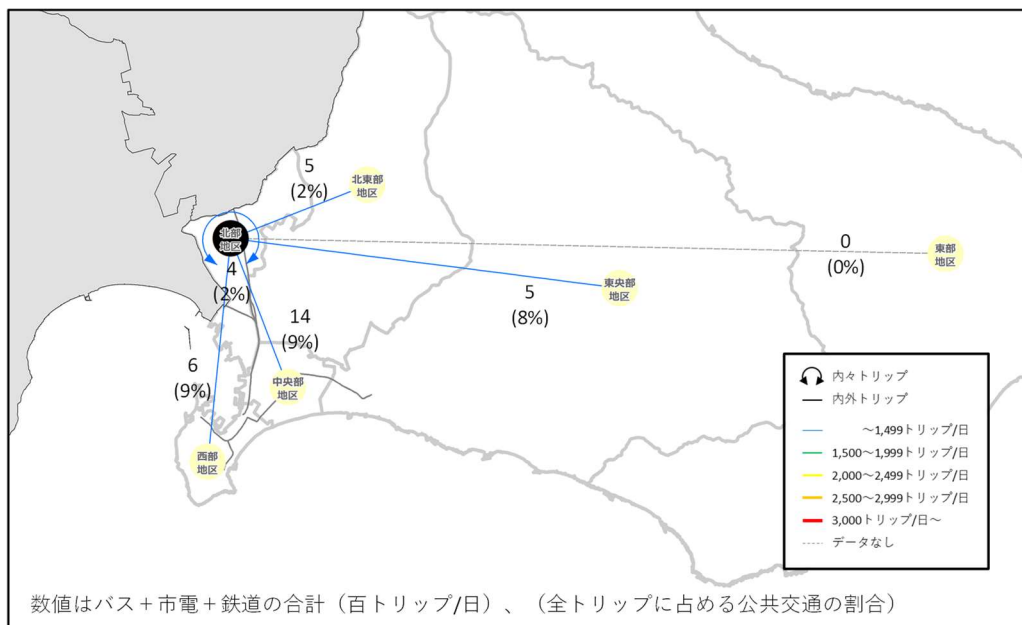 5
(2%)
北東部
地区
北部
地区
4
(2%)
0
(0%)
東部
地区
5
(8%)
東央部
地区
14
(9%)
6
(9%)
中央部
地区
西部
地区
内々トリップ
内外トリップ
～1,499トリップ/日
1,500～1,999トリップ/日
2,000～2,499トリップ/日
2,500～2,999トリップ/日
3,000トリップ/日～
データなし
数値はバス＋市電＋鉄道の合計（百トリップ/日）、（全トリップに占める公共交通の割合）